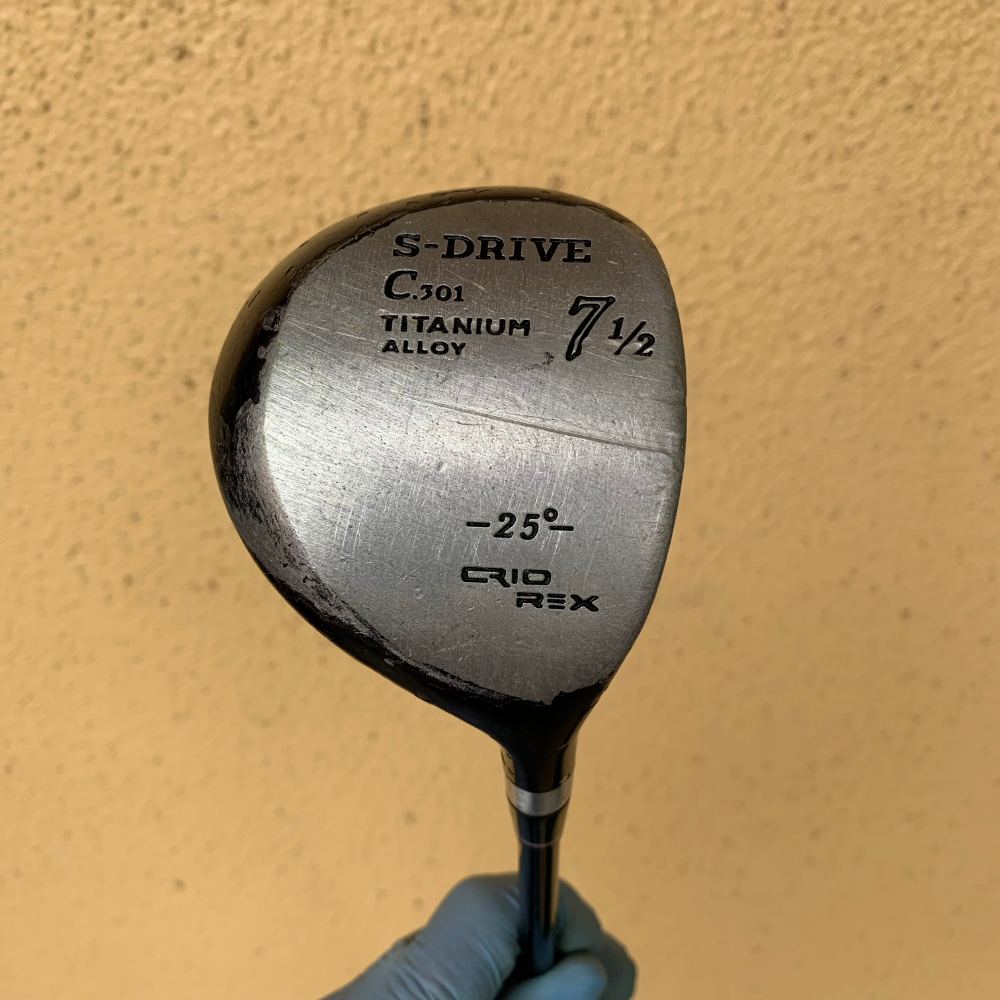 S-DRIVE
C.301
TITANIUM
ALLOY
7 1/2
-25°-
CRIO
REX